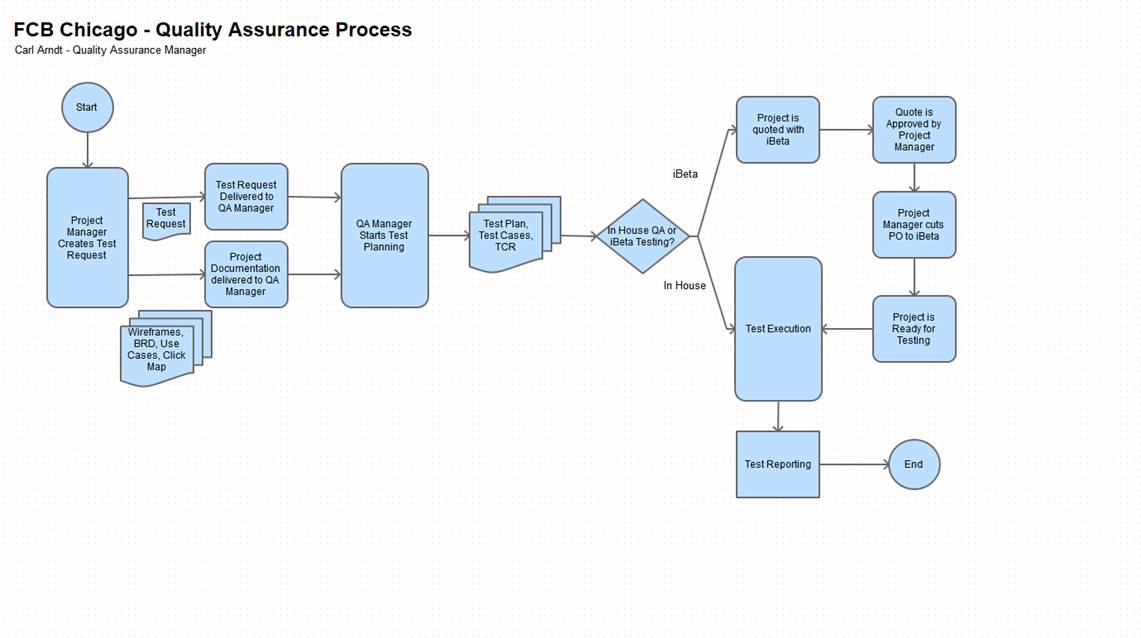 FCB Chicago - Quality Assurance Process
Carl Arndt - Quality Assurance Manager
Start
Project
Manager
Creates Test
Request
Test
Request
Test Request
Delivered to
QA Manager
Project
Documentation
delivered to QA
Manager
Wireframes,
BRD, Use
Cases, Click
Map
QA Manager
Starts Test
Planning
Test Plan,
Test Cases,
TCR
In House QA or
iBeta Testing?
iBeta
In House
Project is
quoted with
iBeta
Quote is
Approved by
Project
Manager
Project
Manager cuts
PO to iBeta
Project is
Ready for
Testing
Test Execution
Test Reporting
End